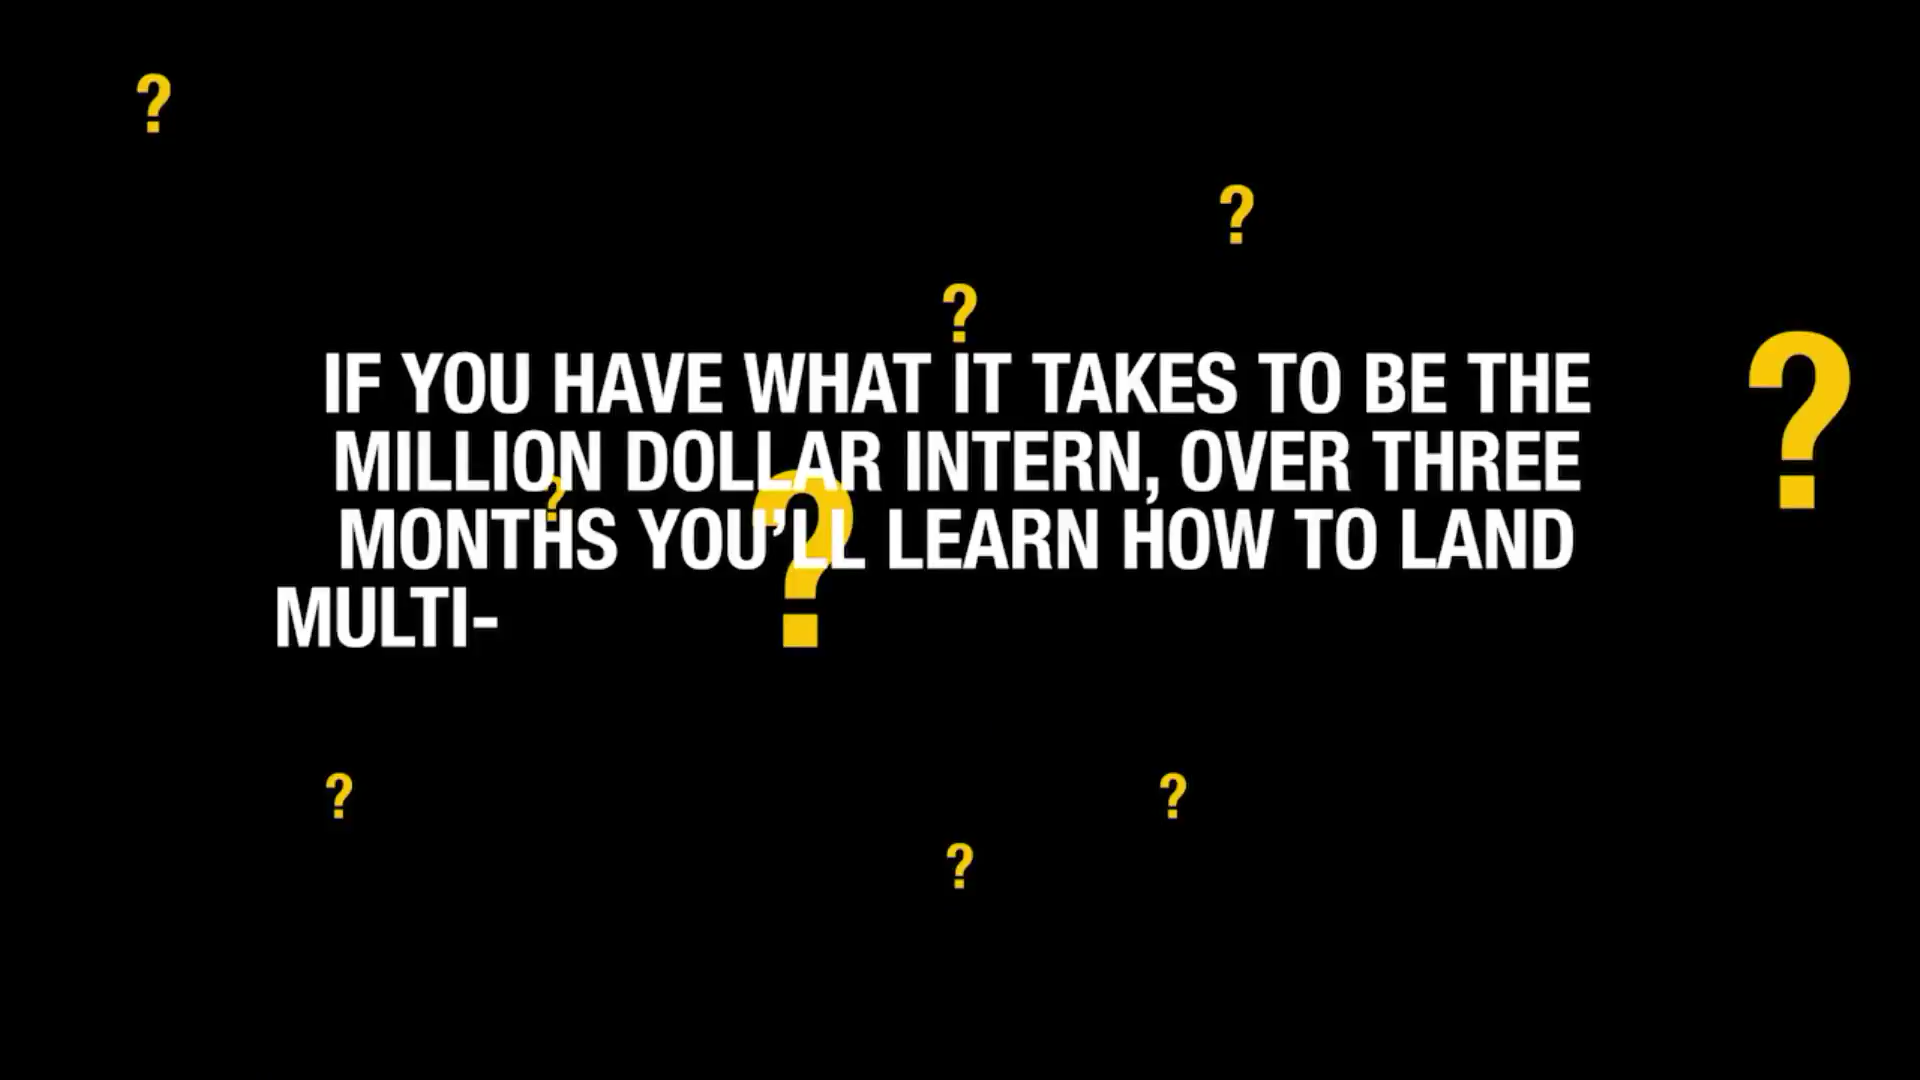 ?
?
?
IF YOU HAVE WHAT IT TAKES TO BE THE
?
MILLION DOLLAR INTERN, OVER THREE
?
?
MONTHS YOU'LL LEARN HOW TO LAND
MULTI-
?
?
?